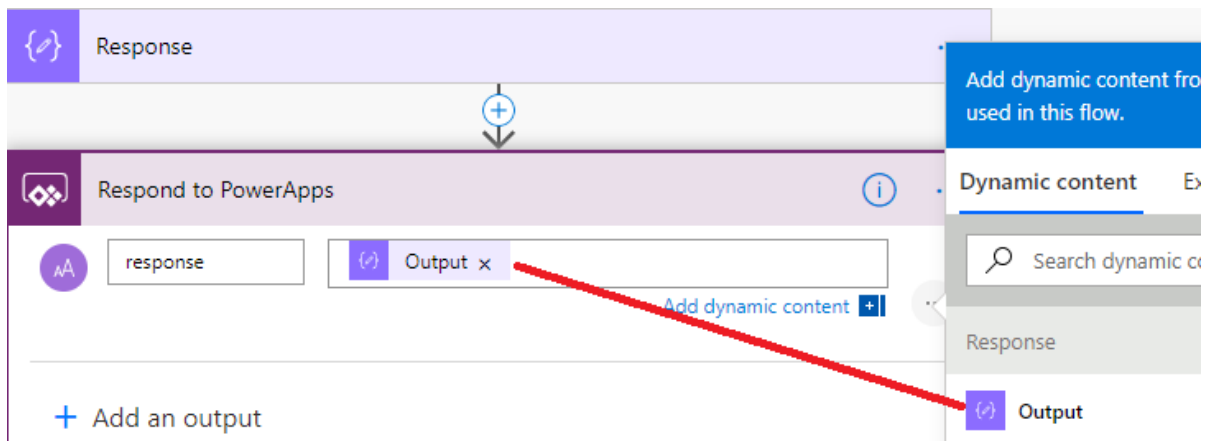 Response
Add dynamic content fro
used in this flow.
Respond to PowerApps
Dynamic content Ex
AA response Output x
Search dynamic co
Add dynamic content +
Response
Output
+ Add an output